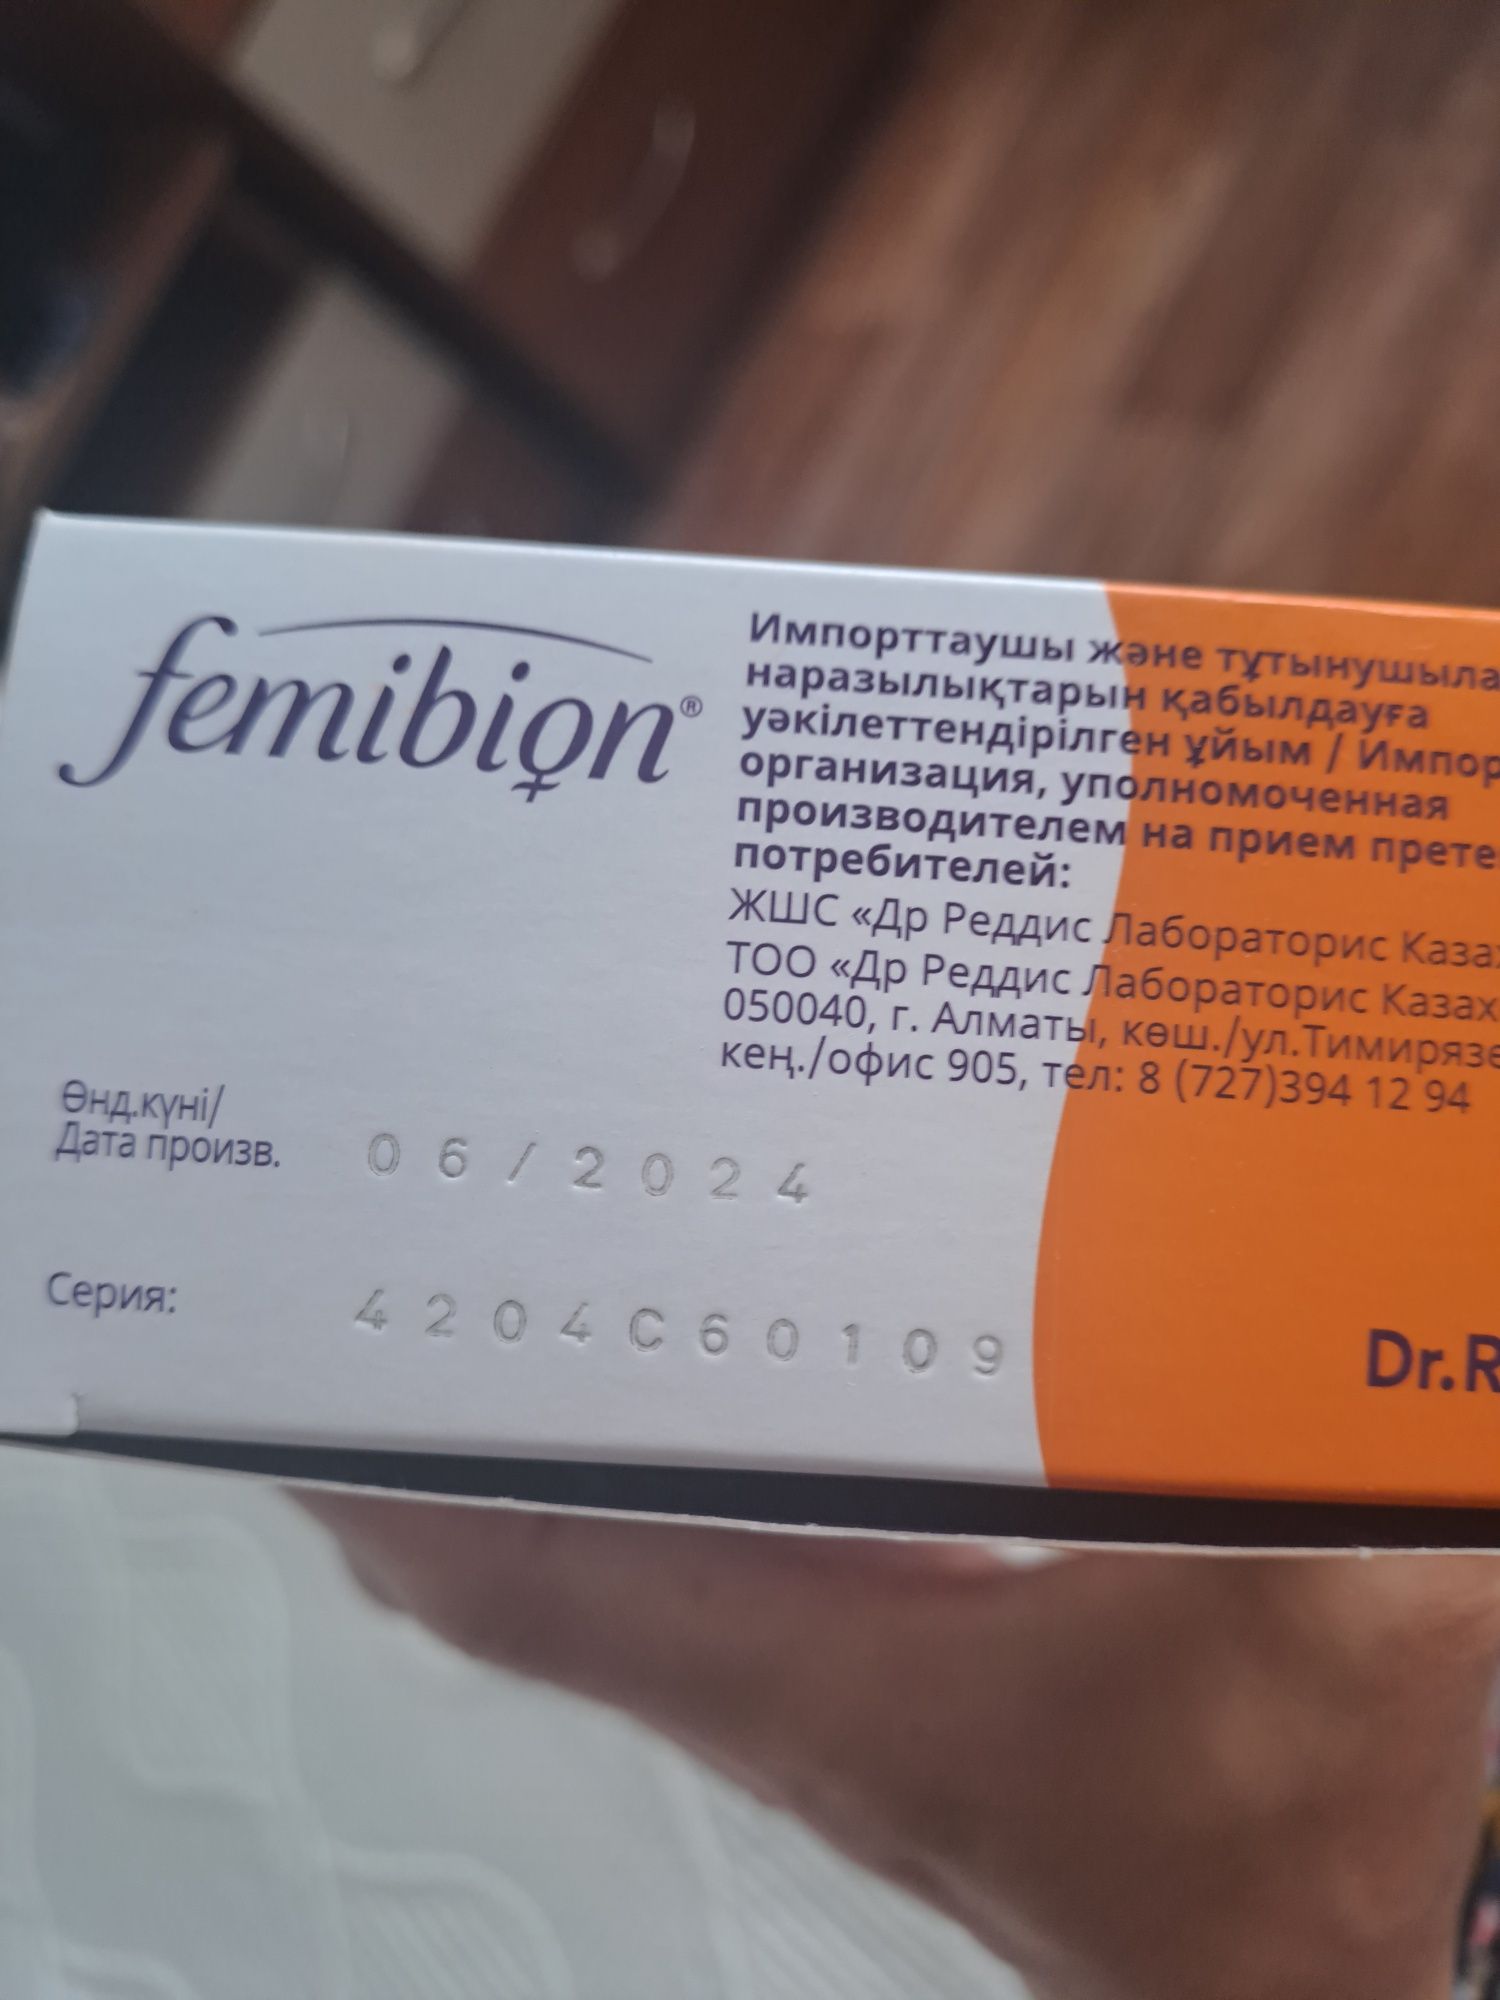 femibion®
Импорттаушы және тұтынушыла
наразылықтарын қабылдауға
уәкілеттендірілген ұйым / Импор
организация, уполномоченная
производителем на прием прете
потребителей:
ЖШС «Др Реддис Лабораторис Казах
ТОО «Др Реддис Лабораторис Казах
050040, г. Алматы, көш./ул.Тимирязе
кең./офис 905, тел: 8 (727)394 12 94
Өнд.күні/
Дата произв. 06/2024
Серия: 4204C60109
Dr.R